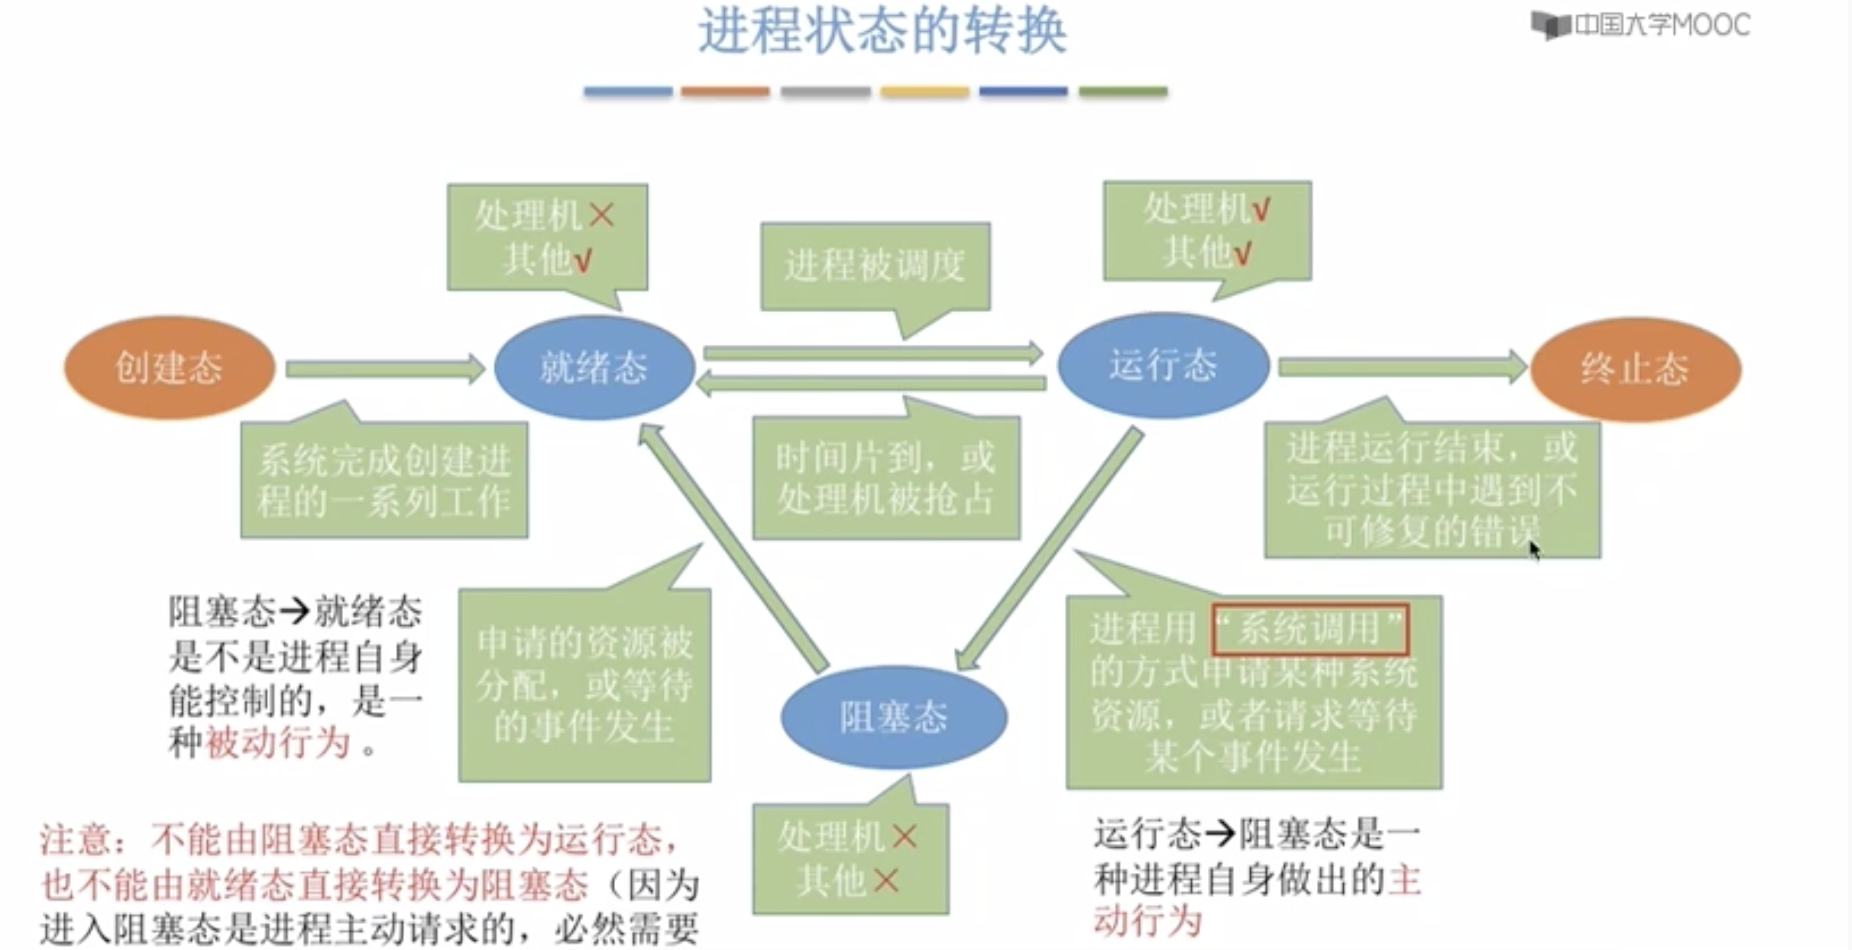 进程状态的转换
中国大学MOOC
处理机×
其他√
进程被调度
处理机√
其他√
创建态
就绪态
运行态
终止态
系统完成创建进
程的一系列工作
时间片到，或
处理机被抢占
进程运行结束，或
运行过程中遇到不
可修复的错误
阻塞态→就绪态
是不是进程自身
能控制的，是一
种被动行为 。
申请的资源被
分配，或等待
的事件发生
进程用“系统调用”
的方式申请某种系统
资源，或者请求等待
某个事件发生
阻塞态
处理机×
其他×
注意：不能由阻塞态直接转换为运行态，
也不能由就绪态直接转换为阻塞态（因为
进入阻塞态是进程主动请求的，必然需要
运行态→阻塞态是一
种进程自身做出的主
动行为